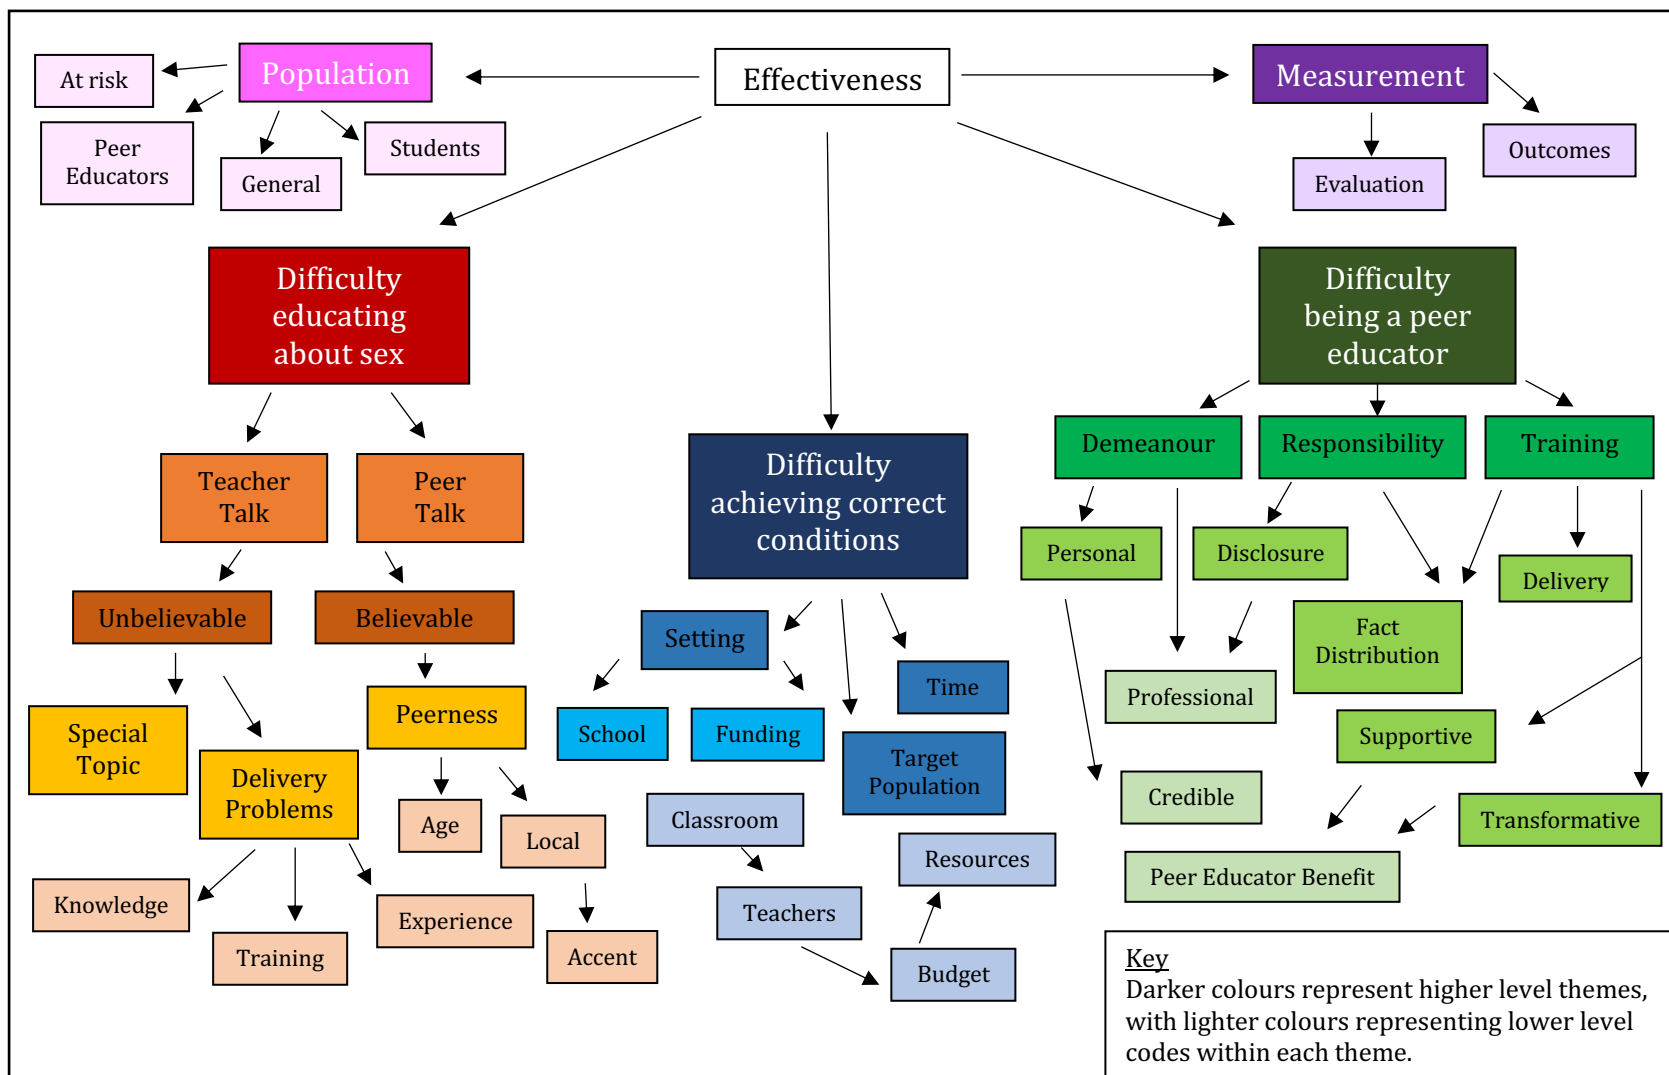 Effectiveness
Population
At risk
Peer
Educators
General
Students
Measurement
Evaluation
Outcomes
Difficulty
educating
about sex
Teacher
Talk
Peer
Talk
Unbelievable
Believable
Special
Topic
Delivery
Problems
Peerness
Knowledge
Training
Experience
Age
Local
Accent
Difficulty
achieving correct
conditions
Setting
Time
School
Funding
Target
Population
Classroom
Teachers
Budget
Resources
Difficulty
being a peer
educator
Demeanour
Responsibility
Training
Personal
Disclosure
Delivery
Fact
Distribution
Professional
Supportive
Credible
Transformative
Peer Educator Benefit
Key
Darker colours represent higher level themes,
with lighter colours representing lower level
codes within each theme.